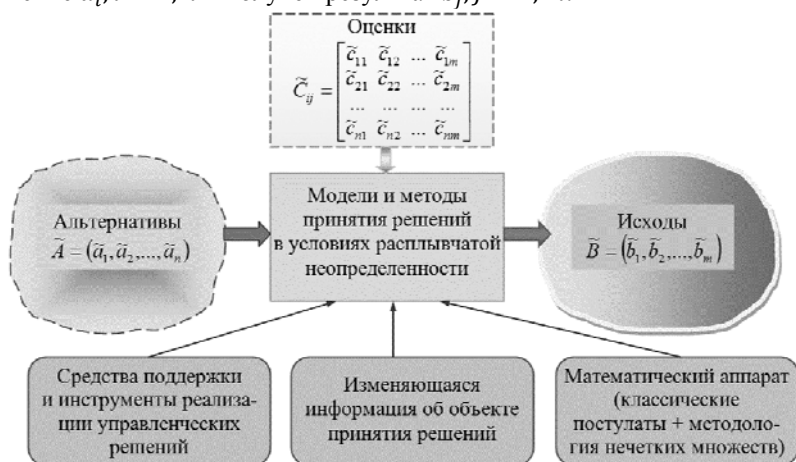 Оценки
C̃ij = [c̃11 c̃12 ... c̃1m
c̃21 c̃22 ... c̃2m
... ... ... ...
c̃n1 c̃n2 ... c̃nm]
Альтернативы
Ã = (ã1, ã2,..., ãn)
Модели и методы
принятия решений
в условиях расплывчатой
неопределенности
Исходы
B̃ = (b̃1, b̃2,..., b̃m)
Средства поддержки
и инструменты реализа-
ции управленческих
решений
Изменяющаяся
информация об объекте
принятия решений
Математический аппарат
(классические
постулаты + методоло-
гия нечетких множеств)